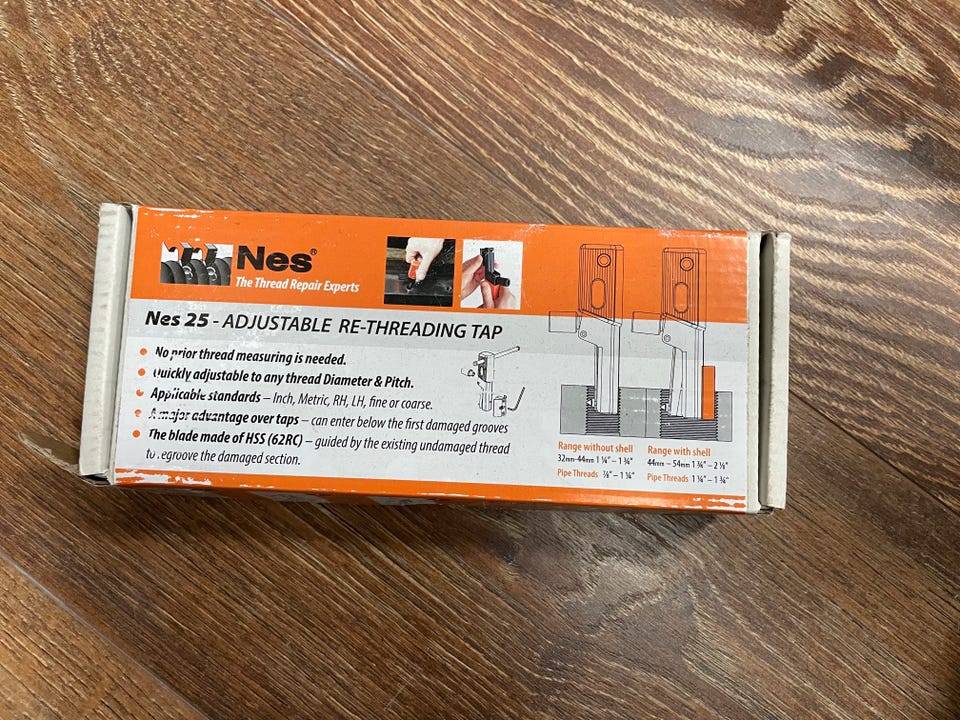 Nes®
The Thread Repair Experts
Nes 25 - ADJUSTABLE RE-THREADING TAP
No prior thread measuring is needed.
Quickly adjustable to any thread Diameter & Pitch.
Applicable standards – Inch, Metric, RH, LH, fine or coarse.
A major advantage over taps – can enter below the first damaged grooves
The blade made of HSS (62RC) – guided by the existing undamaged thread
to regroove the damaged section.
Range without shell
32mm-44mm 1 ¼" – 1 ¾"
Pipe Threads ⅞" – 1 ¼"
Range with shell
44mm – 54mm 1 ¾" – 2 ⅛"
Pipe Threads 1 ¼" – 1 ¾"